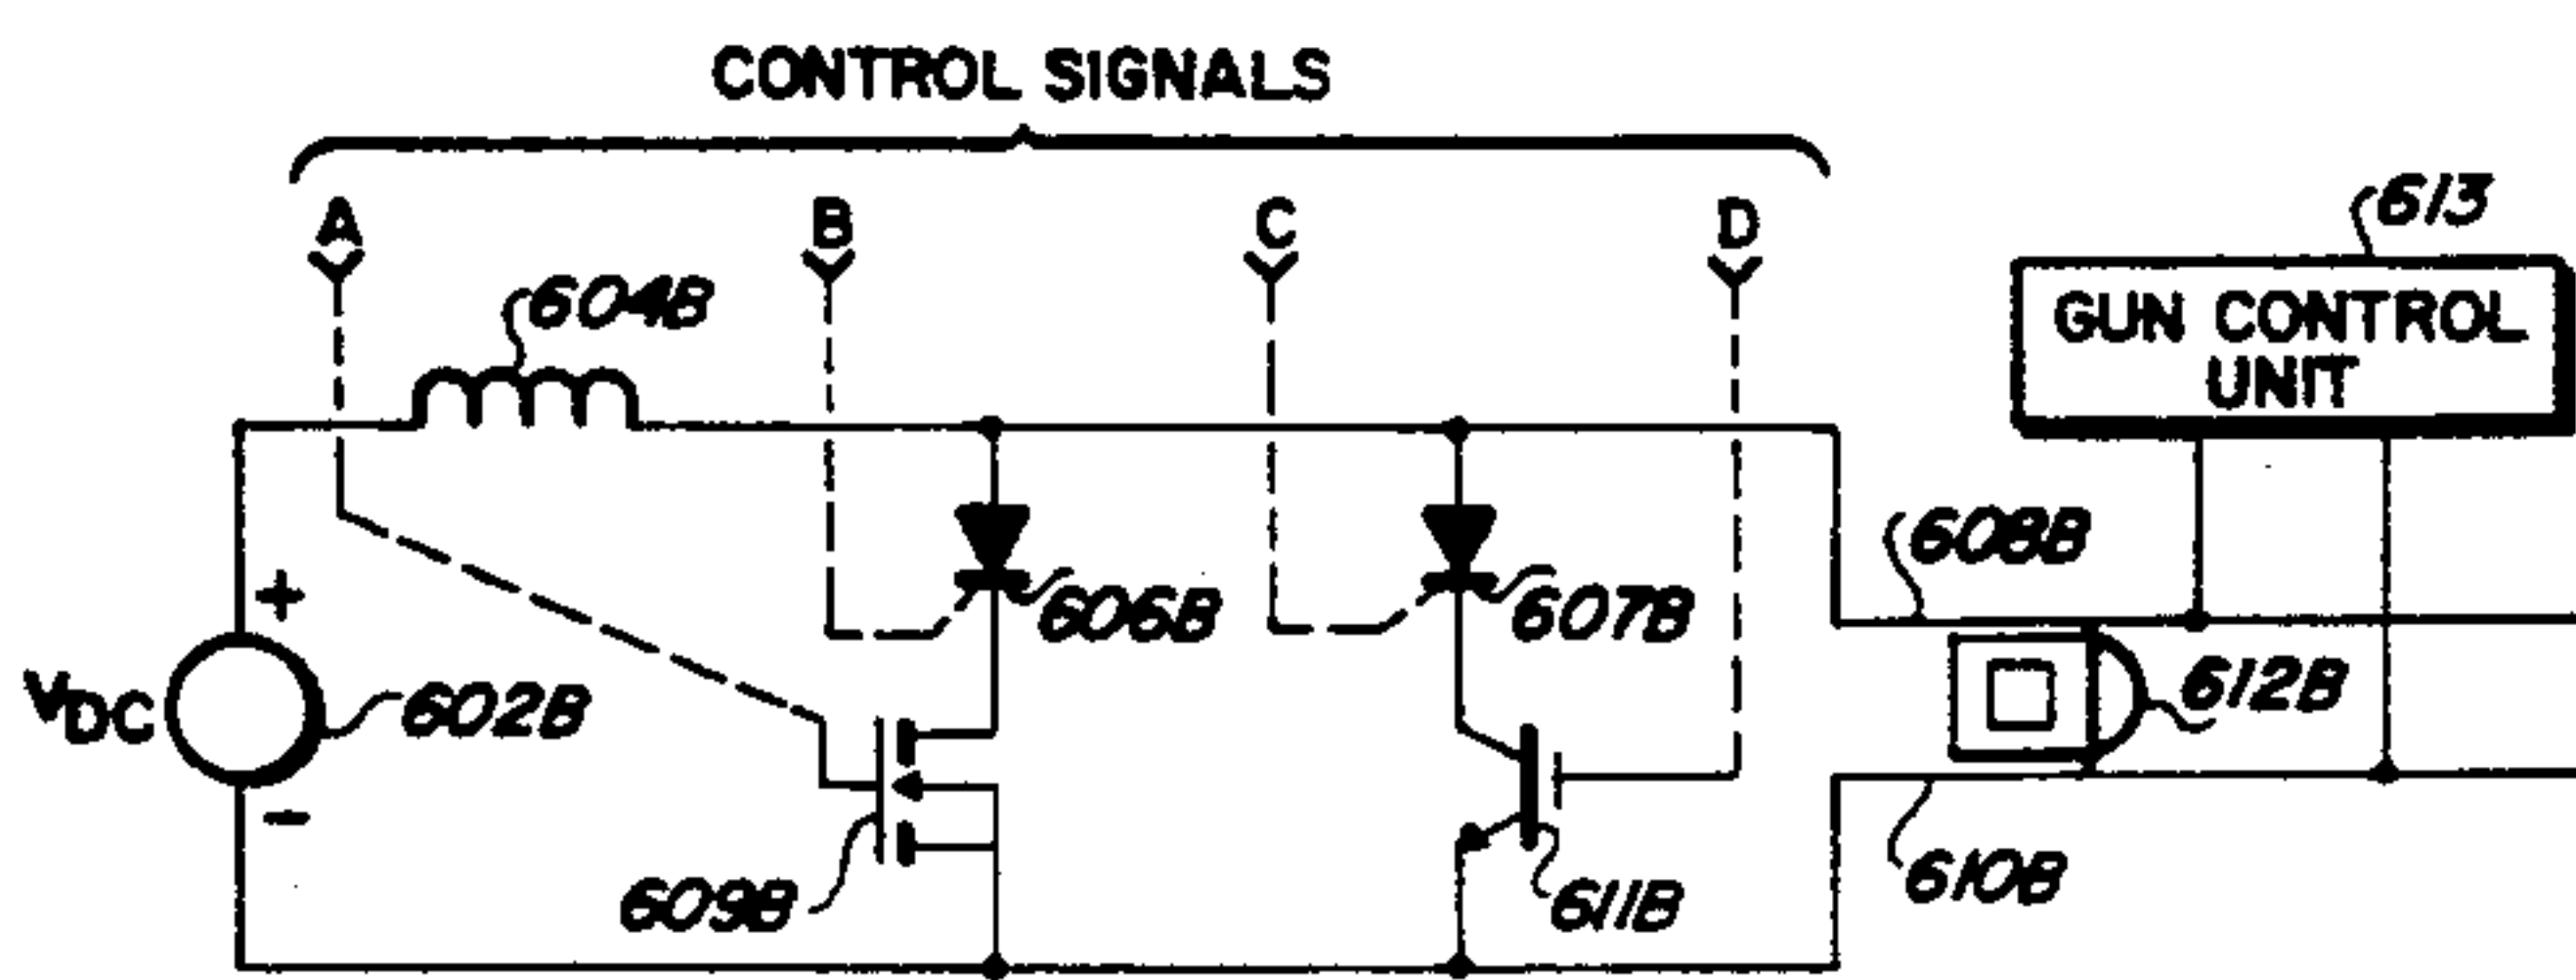 CONTROL SIGNALS
A B C D
613
604B
GUN CONTROL
UNIT
608B
+
606B 607B
VDC 602B 612B
-
609B 611B 610B